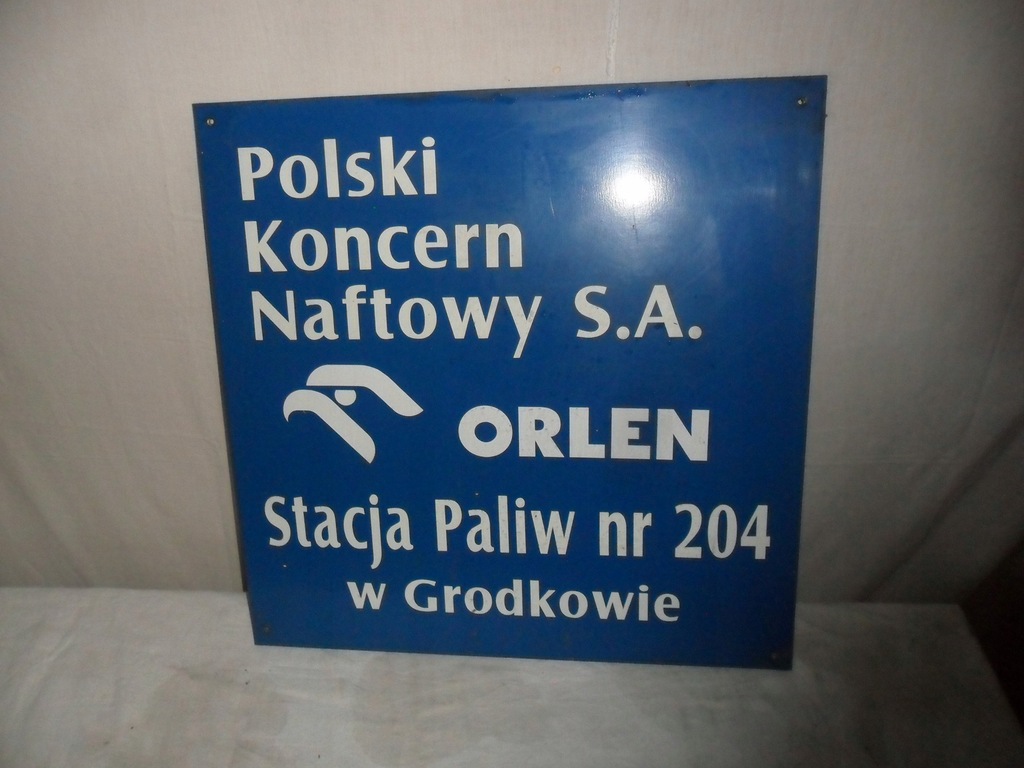 Polski
Koncern
Naftowy S.A.
ORLEN
Stacja Paliw nr 204
w Grodkowie